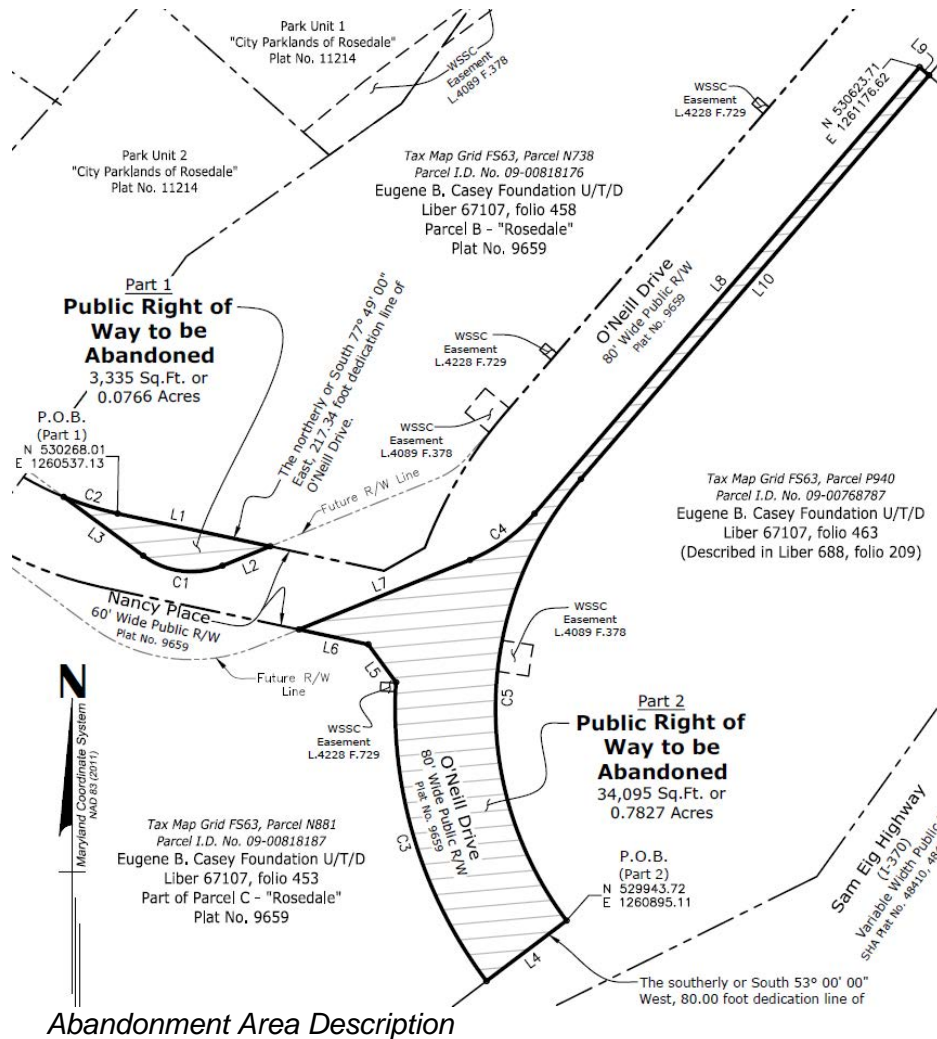 Park Unit 1
"City Parklands of Rosedale"
Plat No. 11214
WSSC
Easement
L.4089 F.378
WSSC
Easement
L.4228 F.729
L9
N 530623.71
E 1261176.62
Park Unit 2
"City Parklands of Rosedale"
Plat No. 11214
Tax Map Grid FS63, Parcel N738
Parcel I.D. No. 09-00818176
Eugene B. Casey Foundation U/T/D
Liber 67107, folio 458
Parcel B - "Rosedale"
Plat No. 9659
Part 1
Public Right of
Way to be
Abandoned
3,335 Sq.Ft. or
0.0766 Acres
The northerly or South 77° 49' 00"
East, 217.34 foot dedication line of
O'Neill Drive.
O'Neill Drive
80' Wide Public R/W
Plat No. 9659
L8
L10
WSSC
Easement
L.4228 F.729
P.O.B.
(Part 1)
N 530268.01
E 1260537.13
WSSC
Easement
L.4089 F.378
Future R/W Line
C2
L1
L3
C1
L2
C4
L7
Tax Map Grid FS63, Parcel P940
Parcel I.D. No. 09-00768787
Eugene B. Casey Foundation U/T/D
Liber 67107, folio 463
(Described in Liber 688, folio 209)
Nancy Place
60' Wide Public R/W
Plat No. 9659
L6
L5
Future R/W
Line
WSSC
Easement
L.4089 F.378
C5
N
Maryland Coordinate System
NAD 83 (2011)
WSSC
Easement
L.4228 F.729
Part 2
Public Right of
Way to be
Abandoned
34,095 Sq.Ft. or
0.7827 Acres
O'Neill Drive
80' Wide Public R/W
Plat No. 9659
C3
Tax Map Grid FS63, Parcel N881
Parcel I.D. No. 09-00818187
Eugene B. Casey Foundation U/T/D
Liber 67107, folio 453
Part of Parcel C - "Rosedale"
Plat No. 9659
P.O.B.
(Part 2)
N 529943.72
E 1260895.11
L4
Sam Eig Highway
(I-370)
Variable Width Public
SHA Plat No. 48410,
The southerly or South 53° 00' 00"
West, 80.00 foot dedication line of
Abandonment Area Description